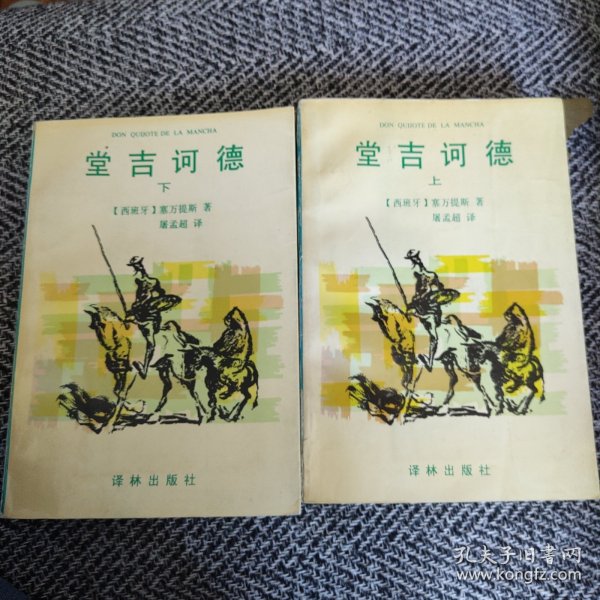 DON QUIJOTE DE LA MANCHA
堂吉诃德
下
【西班牙】塞万提斯 著
屠孟超 译
译林出版社
DON QUIJOTE DE LA MANCHA
堂吉诃德
上
【西班牙】塞万提斯 著
屠孟超 译
译林出版社
孔夫子旧书网
www.kongfz.com